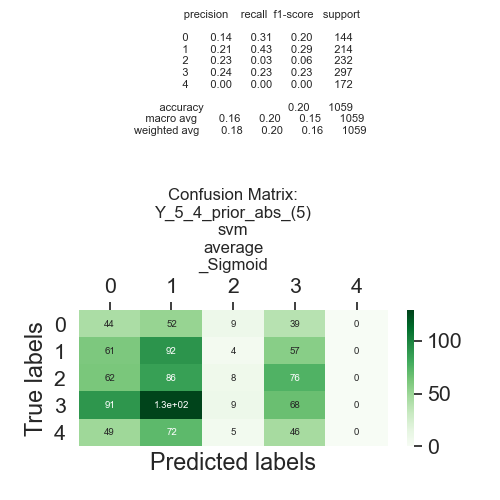 precision recall f1-score support
0 0.14 0.31 0.20 144
1 0.21 0.43 0.29 214
2 0.23 0.03 0.06 232
3 0.24 0.23 0.23 297
4 0.00 0.00 0.00 172
accuracy 0.20 1059
macro avg 0.16 0.20 0.15 1059
weighted avg 0.18 0.20 0.16 1059
Confusion Matrix:
Y_5_4_prior_abs_(5)
svm
average
_Sigmoid
0 1 2 3 4
0 44 52 9 39 0
1 61 92 4 57 0
2 62 86 8 76 0
3 91 1.3e+02 9 68 0
4 49 72 5 46 0
True labels
Predicted labels
100
50
0